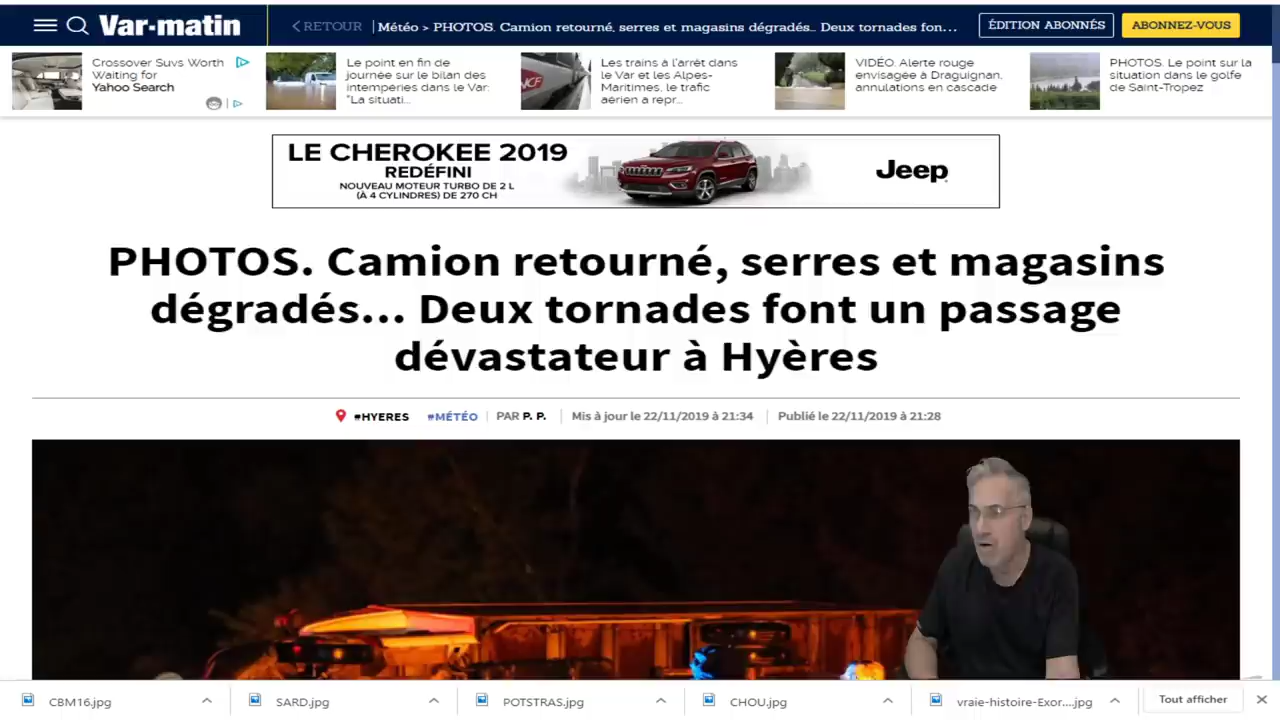 Var-matin
RETOUR
Météo > PHOTOS. Camion retourné, serres et magasins dégradés... Deux tornades fon...
ÉDITION ABONNÉS
ABONNEZ-VOUS
Crossover Suvs Worth
Waiting for
Yahoo Search
Le point en fin de
journée sur le bilan des
intempéries dans le Var:
"La situati...
Les trains à l'arrêt dans
le Var et les Alpes-
Maritimes, le trafic
aérien a repr...
VIDÉO. Alerte rouge
envisagée à Draguignan,
annulations en cascade
PHOTOS. Le point sur la
situation dans le golfe
de Saint-Tropez
LE CHEROKEE 2019
REDÉFINI
NOUVEAU MOTEUR TURBO DE 2 L
(À 4 CYLINDRES) DE 270 CH
Jeep
PHOTOS. Camion retourné, serres et magasins
dégradés... Deux tornades font un passage
dévastateur à Hyères
#HYERES
#MÉTÉO
PAR P. P.
Mis à jour le 22/11/2019 à 21:34
Publié le 22/11/2019 à 21:28
CBM16.jpg
SARD.jpg
POTSTRAS.jpg
CHOU.jpg
vraie-histoire-Exor....jpg
Tout afficher